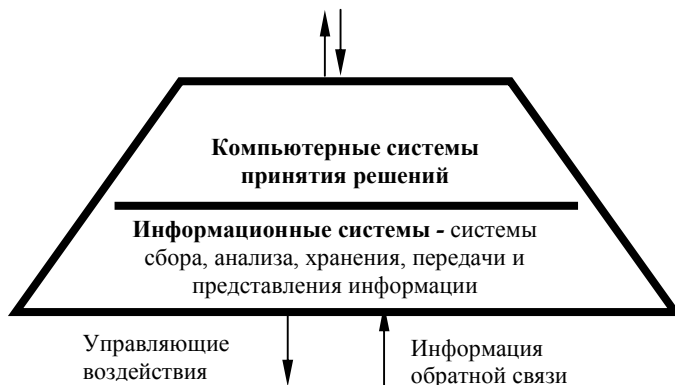 Компьютерные системы
принятия решений
Информационные системы - системы
сбора, анализа, хранения, передачи и
представления информации
Управляющие
воздействия
Информация
обратной связи